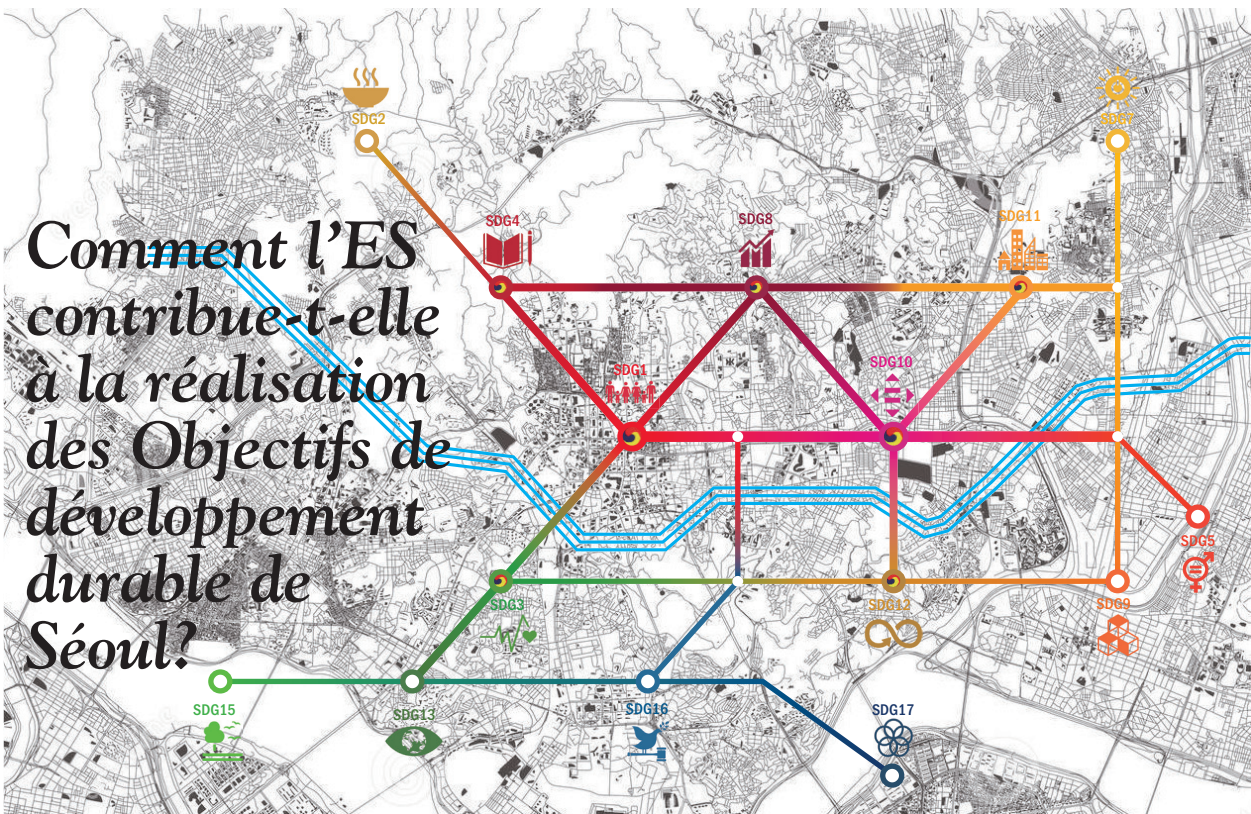 Comment l’ES
contribue-t-elle
a la réalisation
des Objectifs de
développement
durable de
Séoul?
SDG2
SDG7
SDG4
SDG8
SDG11
SDG1
SDG10
SDG5
SDG3
SDG12
SDG9
SDG15
SDG13
SDG16
SDG17